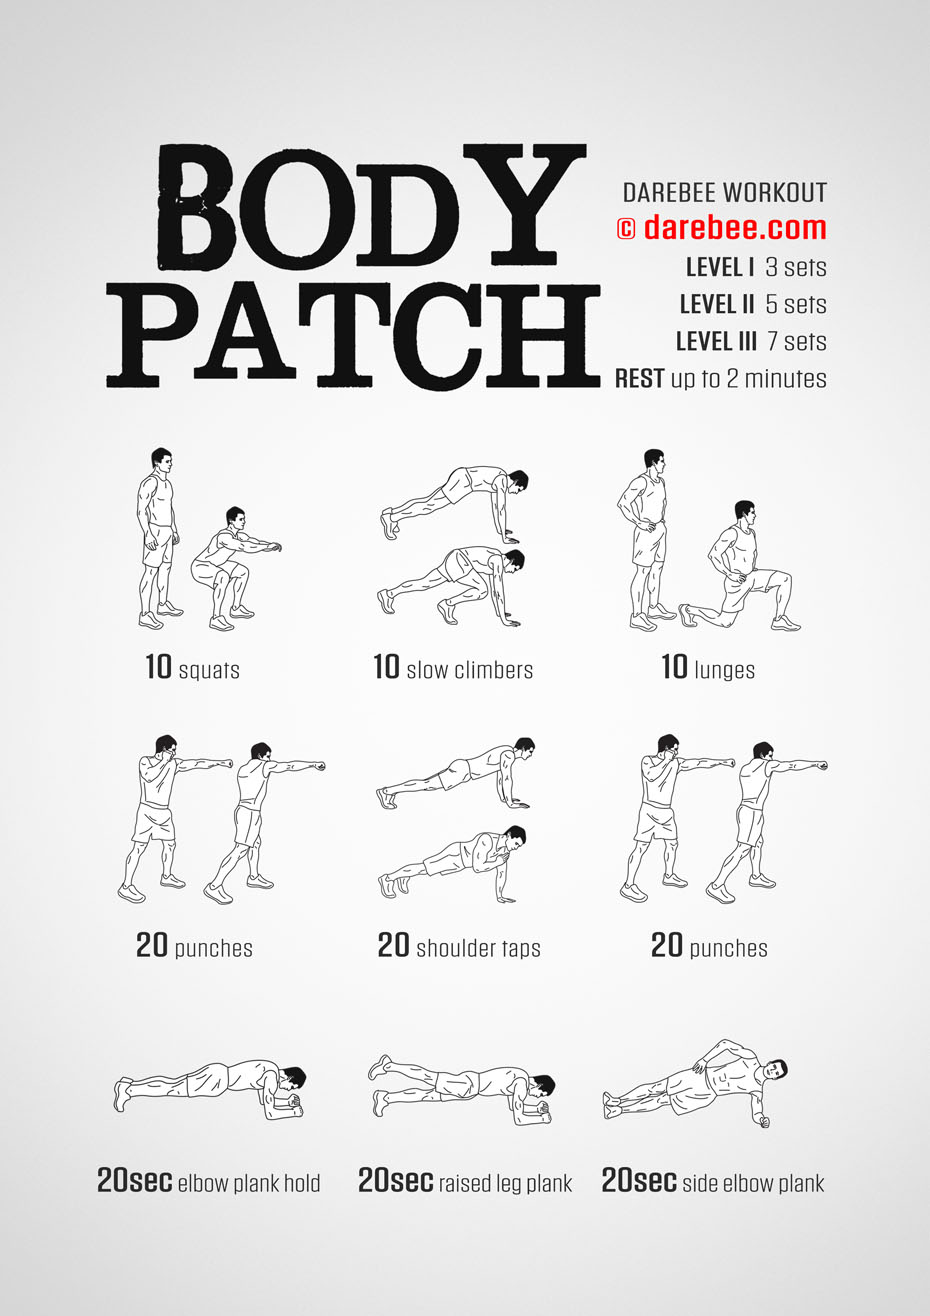 BODY
PATCH
DAREBEE WORKOUT
© darebee.com
LEVEL I 3 sets
LEVEL II 5 sets
LEVEL III 7 sets
REST up to 2 minutes
10 squats
10 slow climbers
10 lunges
20 punches
20 shoulder taps
20 punches
20sec elbow plank hold
20sec raised leg plank
20sec side elbow plank